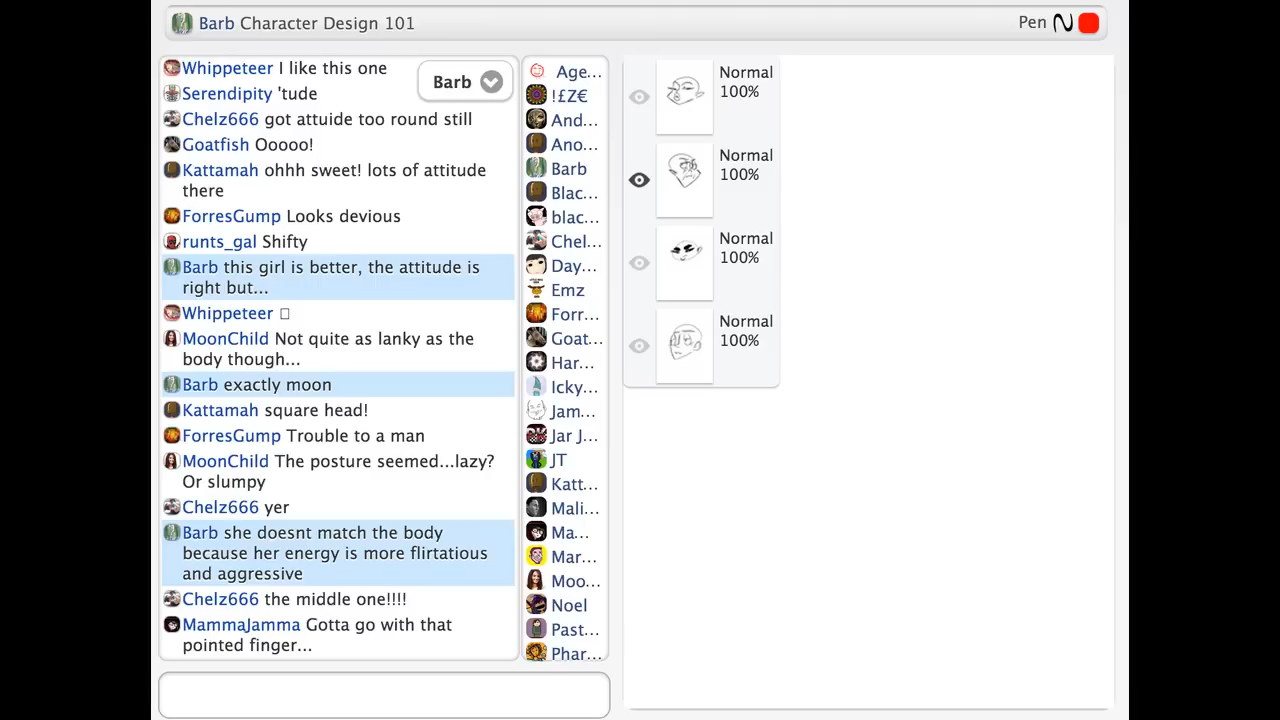 Barb Character Design 101
Pen
Whippeteer I like this one
Barb
Serendipity 'tude
Chelz666 got attuide too round still
Goatfish Ooooo!
Kattamah ohhh sweet! lots of attitude
there
ForresGump Looks devious
runts_gal Shifty
Barb this girl is better, the attitude is
right but...
Whippeteer
MoonChild Not quite as lanky as the
body though...
Barb exactly moon
Kattamah square head!
ForresGump Trouble to a man
MoonChild The posture seemed...lazy?
Or slumpy
Chelz666 yer
Barb she doesnt match the body
because her energy is more flirtatious
and aggressive
Chelz666 the middle one!!!!
MammaJamma Gotta go with that
pointed finger...
Age...
!£Z€
And...
Ano...
Barb
Blac...
blac...
Chel...
Day...
Emz
Forr...
Goat...
Har...
Icky...
Jam...
Jar J...
JT
Katt...
Mali...
Ma...
Mar...
Moo...
Noel
Past...
Phar...
Normal
100%
Normal
100%
Normal
100%
Normal
100%